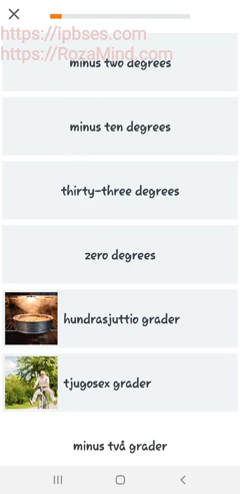 https://ipbses.com
https://RozaMind.com
minus two degrees
minus ten degrees
thirty-three degrees
zero degrees
hundrasjuttio grader
tjugosex grader
minus två grader